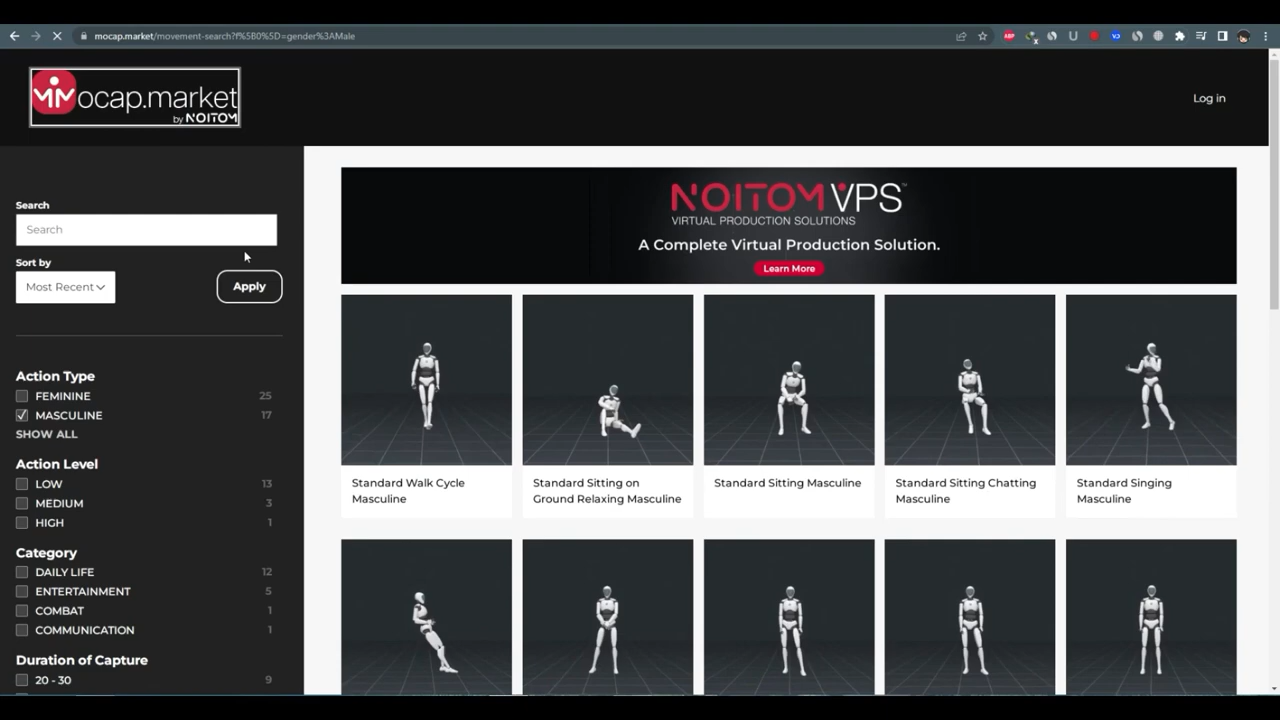 mocap.market/movement-search?f%5B0%5D=gender%3AMale
ABP
mocap.market
by NOITOM
Log in
Search
Search
Sort by
Most Recent
Apply
NOITOM VPS™
VIRTUAL PRODUCTION SOLUTIONS
A Complete Virtual Production Solution.
Learn More
Action Type
FEMININE 25
MASCULINE 17
SHOW ALL
Action Level
LOW 13
MEDIUM 3
HIGH 1
Category
DAILY LIFE 12
ENTERTAINMENT 5
COMBAT 1
COMMUNICATION 1
Duration of Capture
20 - 30 9
Standard Walk Cycle
Masculine
Standard Sitting on
Ground Relaxing Masculine
Standard Sitting Masculine
Standard Sitting Chatting
Masculine
Standard Singing
Masculine